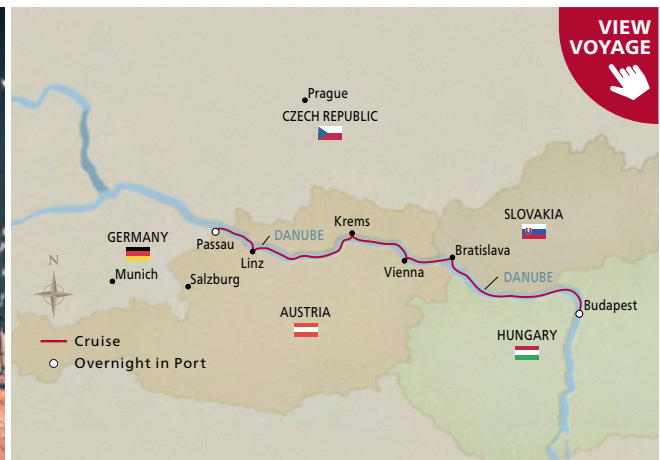 VIEW
VOYAGE
Prague
CZECH REPUBLIC
SLOVAKIA
Krems
GERMANY
Passau
DANUBE
Linz
Bratislava
N
Munich
Salzburg
Vienna
DANUBE
Budapest
AUSTRIA
HUNGARY
Cruise
Overnight in Port